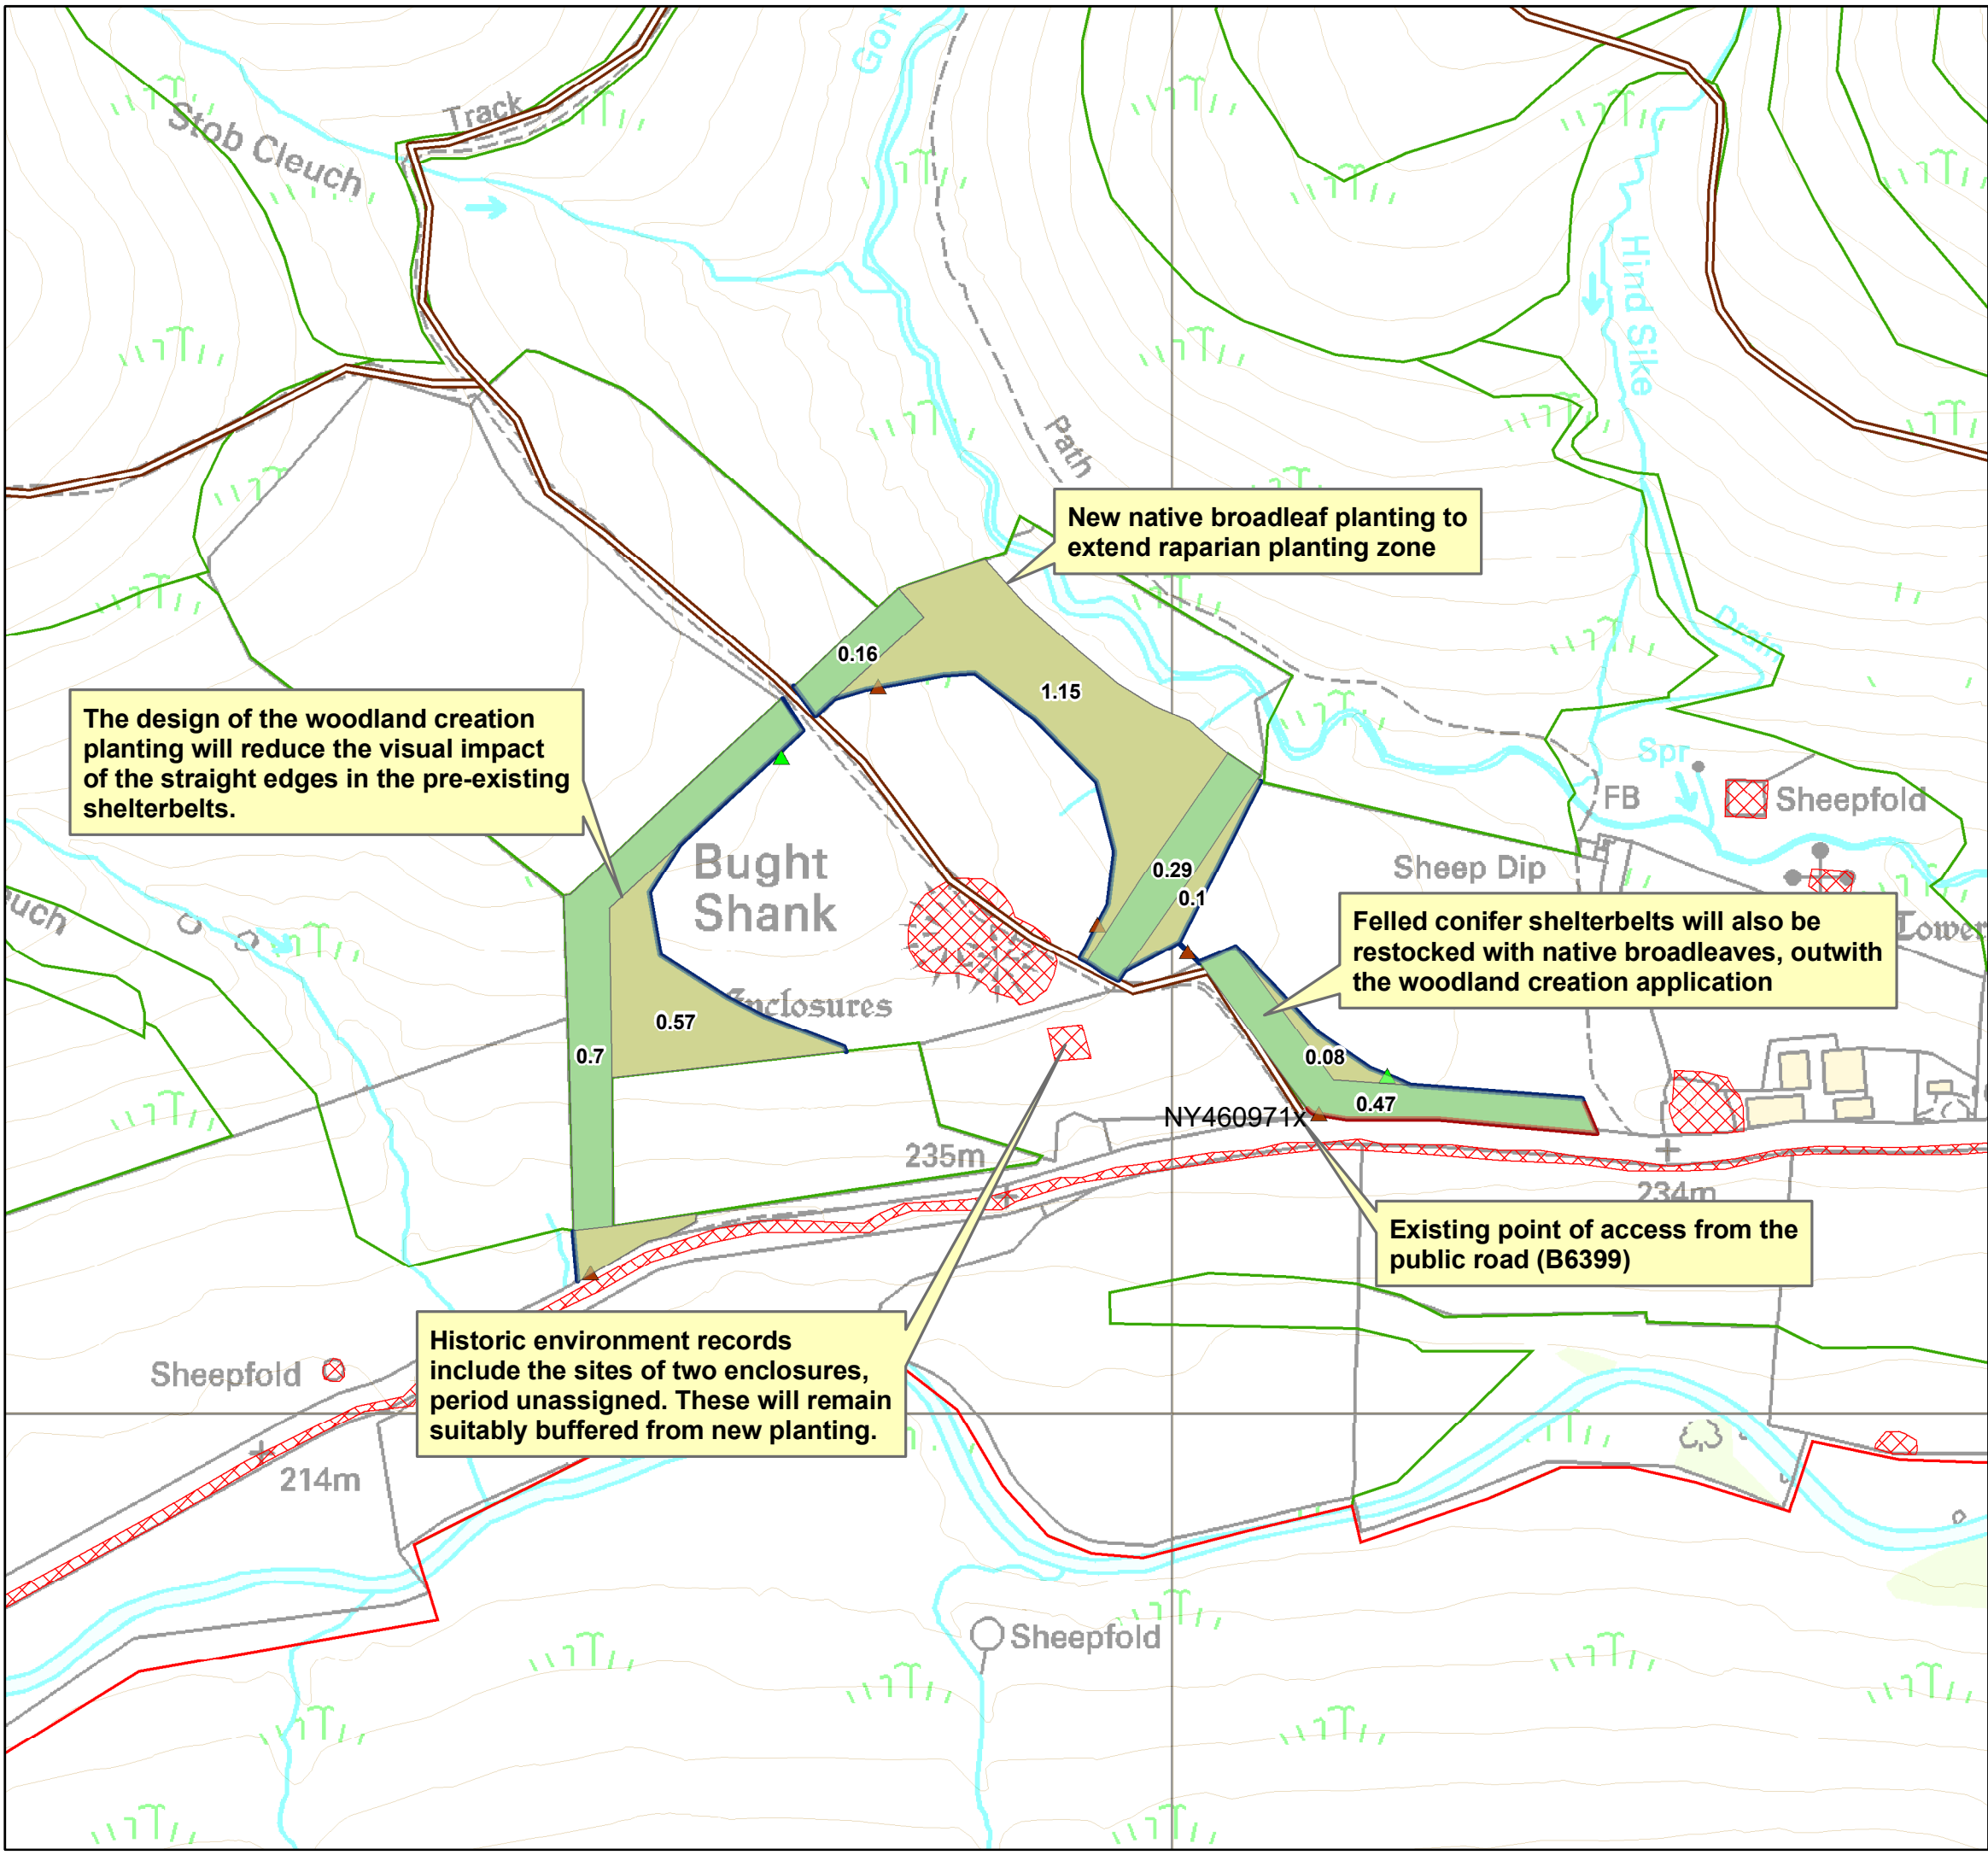 Gor
Stob Cleuch
Track
Hind Sike
Path
New native broadleaf planting to
extend raparian planting zone
Drain
0.16
1.15
The design of the woodland creation
planting will reduce the visual impact
of the straight edges in the pre-existing
shelterbelts.
Spr
FB
Sheepfold
Bught
Shank
Sheep Dip
0.29
0.1
Felled conifer shelterbelts will also be
restocked with native broadleaves, outwith
the woodland creation application
Tower
euch
Enclosures
0.57
0.7
0.08
0.47
NY460971x
235m
234m
Existing point of access from the
public road (B6399)
Historic environment records
include the sites of two enclosures,
period unassigned. These will remain
suitably buffered from new planting.
Sheepfold
214m
Sheepfold